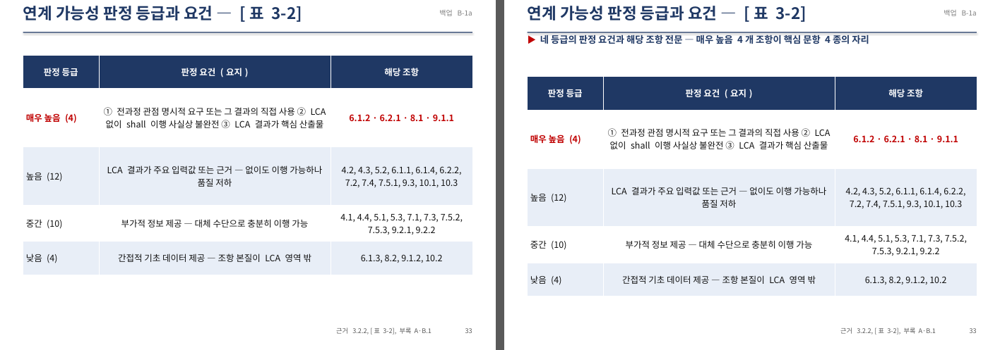 연계 가능성 판정 등급과 요건 — [ 표 3-2]
백업 B-1a
판정 등급
판정 요건 ( 요지 )
해당 조항
매우 높음 (4)
① 전과정 관점 명시적 요구 또는 그 결과의 직접 사용 ② LCA
없이 shall 이행 사실상 불완전 ③ LCA 결과가 핵심 산출물
6.1.2 · 6.2.1 · 8.1 · 9.1.1
높음 (12)
LCA 결과가 주요 입력값 또는 근거 — 없이도 이행 가능하나
품질 저하
4.2, 4.3, 5.2, 6.1.1, 6.1.4, 6.2.2,
7.2, 7.4, 7.5.1, 9.3, 10.1, 10.3
중간 (10)
부가적 정보 제공 — 대체 수단으로 충분히 이행 가능
4.1, 4.4, 5.1, 5.3, 7.1, 7.3, 7.5.2,
7.5.3, 9.2.1, 9.2.2
낮음 (4)
간접적 기초 데이터 제공 — 조항 본질이 LCA 영역 밖
6.1.3, 8.2, 9.1.2, 10.2
근거 3.2.2, [ 표 3-2], 부록 A·B.1
33
연계 가능성 판정 등급과 요건 — [ 표 3-2]
백업 B-1a
▶ 네 등급의 판정 요건과 해당 조항 전문 — 매우 높음 4 개 조항이 핵심 문항 4 종의 자리
판정 등급
판정 요건 ( 요지 )
해당 조항
매우 높음 (4)
① 전과정 관점 명시적 요구 또는 그 결과의 직접 사용 ② LCA
없이 shall 이행 사실상 불완전 ③ LCA 결과가 핵심 산출물
6.1.2 · 6.2.1 · 8.1 · 9.1.1
높음 (12)
LCA 결과가 주요 입력값 또는 근거 — 없이도 이행 가능하나
품질 저하
4.2, 4.3, 5.2, 6.1.1, 6.1.4, 6.2.2,
7.2, 7.4, 7.5.1, 9.3, 10.1, 10.3
중간 (10)
부가적 정보 제공 — 대체 수단으로 충분히 이행 가능
4.1, 4.4, 5.1, 5.3, 7.1, 7.3, 7.5.2,
7.5.3, 9.2.1, 9.2.2
낮음 (4)
간접적 기초 데이터 제공 — 조항 본질이 LCA 영역 밖
6.1.3, 8.2, 9.1.2, 10.2
근거 3.2.2, [ 표 3-2], 부록 A·B.1
33